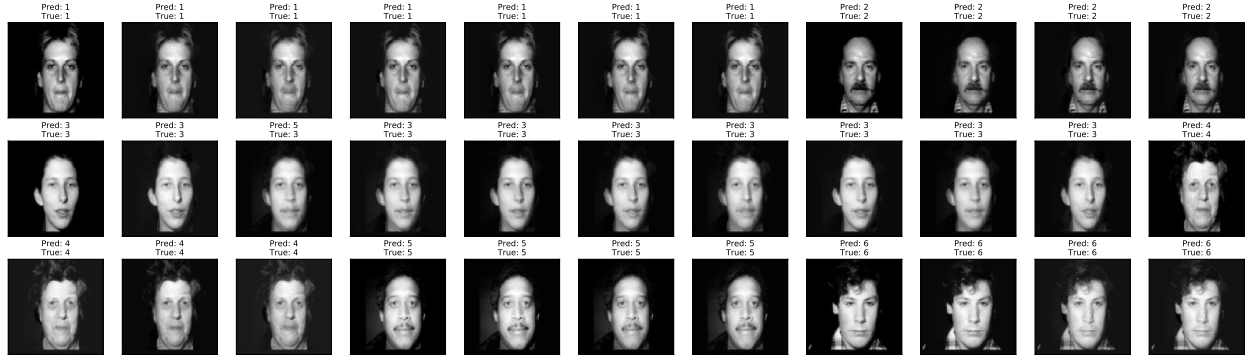 Pred: 1 Pred: 1 Pred: 1 Pred: 1 Pred: 1 Pred: 1 Pred: 1 Pred: 2 Pred: 2 Pred: 2 Pred: 2
True: 1 True: 1 True: 1 True: 1 True: 1 True: 1 True: 1 True: 2 True: 2 True: 2 True: 2
Pred: 3 Pred: 3 Pred: 5 Pred: 3 Pred: 3 Pred: 3 Pred: 3 Pred: 3 Pred: 3 Pred: 3 Pred: 4
True: 3 True: 3 True: 3 True: 3 True: 3 True: 3 True: 3 True: 3 True: 3 True: 3 True: 4
Pred: 4 Pred: 4 Pred: 4 Pred: 5 Pred: 5 Pred: 5 Pred: 5 Pred: 6 Pred: 6 Pred: 6 Pred: 6
True: 4 True: 4 True: 4 True: 5 True: 5 True: 5 True: 5 True: 6 True: 6 True: 6 True: 6